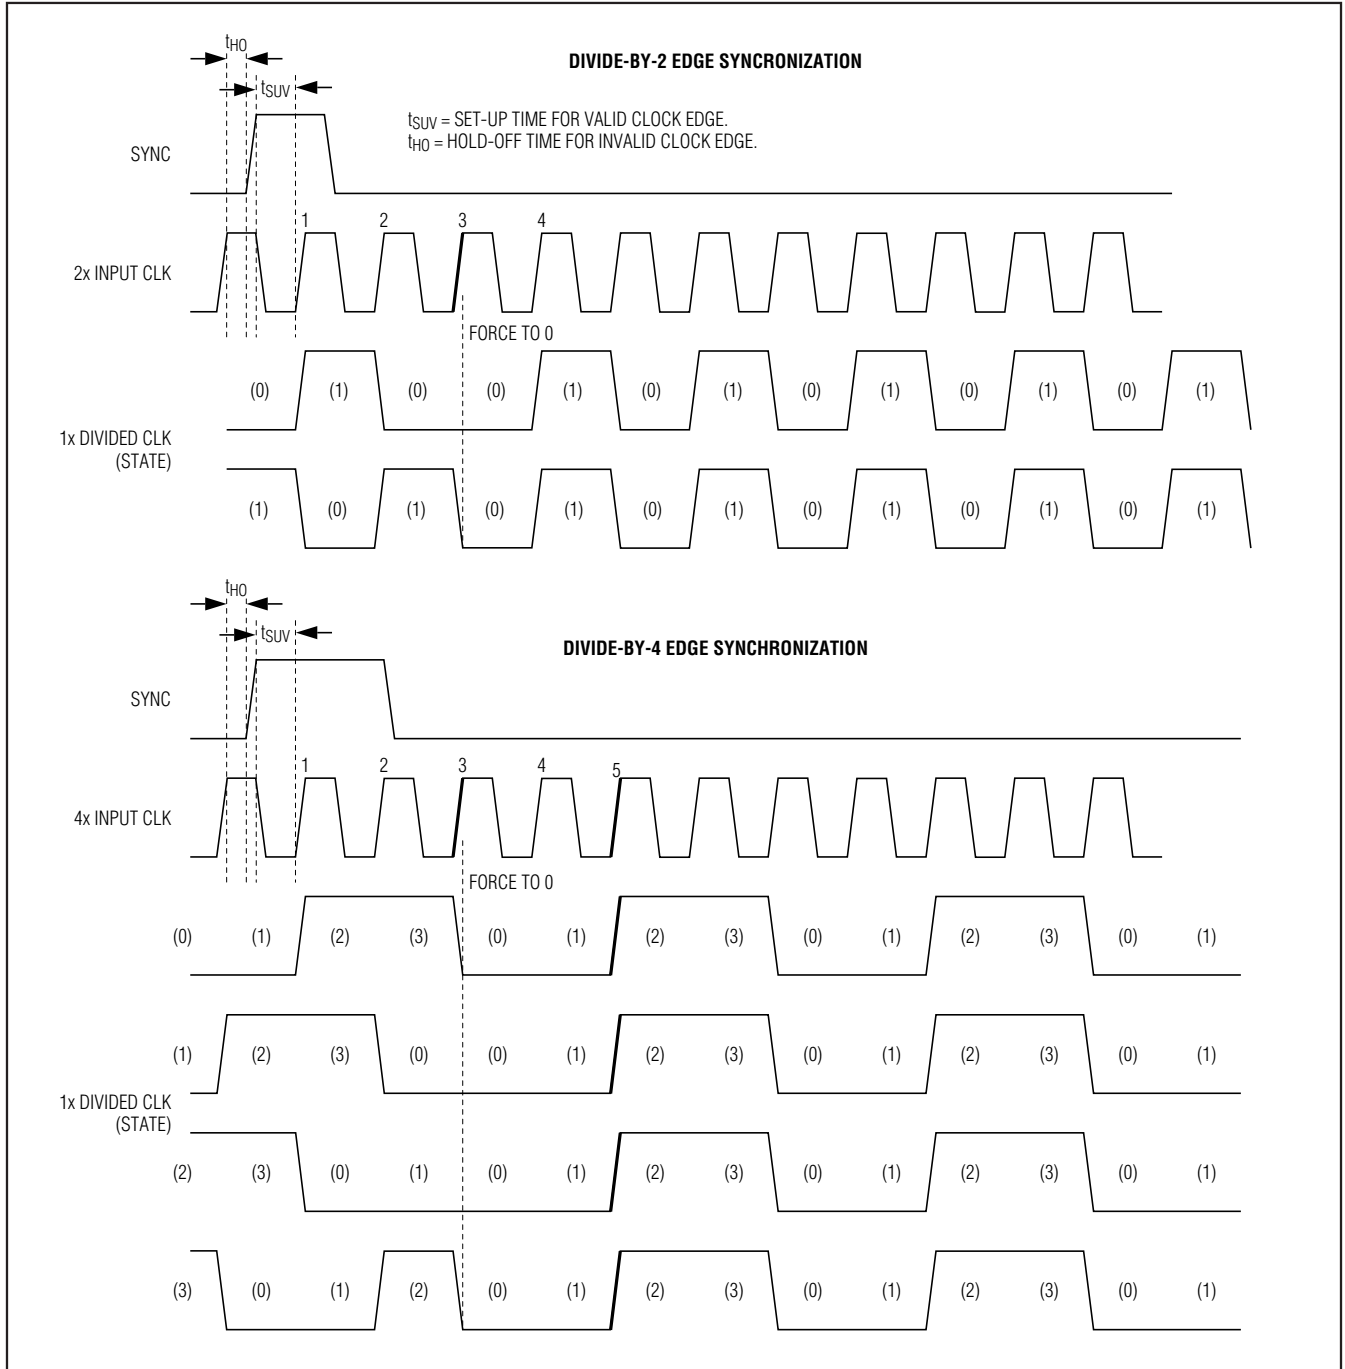 tHO
DIVIDE-BY-2 EDGE SYNCRONIZATION
tSUV
tSUV = SET-UP TIME FOR VALID CLOCK EDGE.
tHO = HOLD-OFF TIME FOR INVALID CLOCK EDGE.
SYNC
1 2 3 4
2x INPUT CLK
FORCE TO 0
(0) (1) (0) (0) (1) (0) (1) (0) (1) (0) (1) (0) (1)
1x DIVIDED CLK
(STATE)
(1) (0) (1) (0) (1) (0) (1) (0) (1) (0) (1) (0) (1)
tHO
tSUV
DIVIDE-BY-4 EDGE SYNCHRONIZATION
SYNC
1 2 3 4 5
4x INPUT CLK
FORCE TO 0
(0) (1) (2) (3) (0) (1) (2) (3) (0) (1) (2) (3) (0) (1)
(1) (2) (3) (0) (0) (1) (2) (3) (0) (1) (2) (3) (0) (1)
1x DIVIDED CLK
(STATE)
(2) (3) (0) (1) (0) (1) (2) (3) (0) (1) (2) (3) (0) (1)
(3) (0) (1) (2) (0) (1) (2) (3) (0) (1) (2) (3) (0) (1)